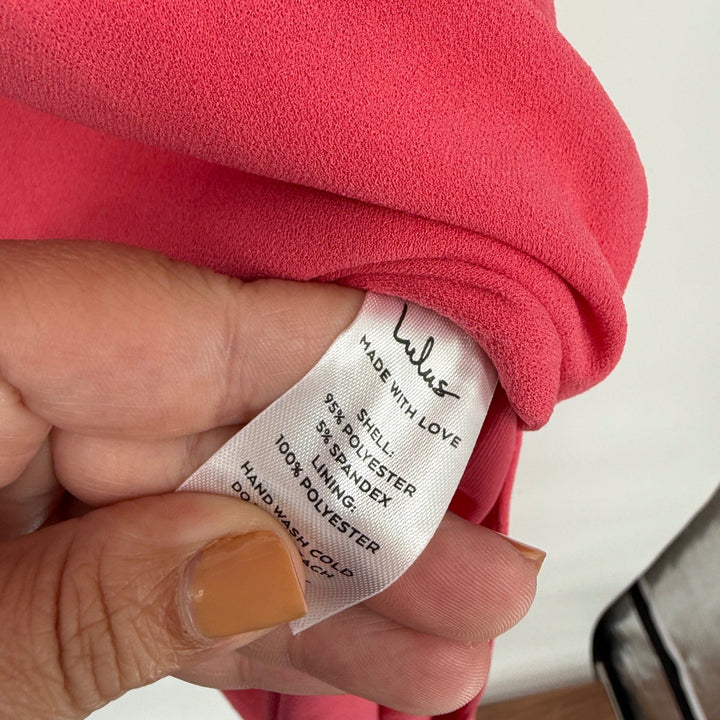 Lulus
MADE WITH LOVE
SHELL:
95% POLYESTER
5% SPANDEX
LINING:
100% POLYESTER
HAND WASH COLD